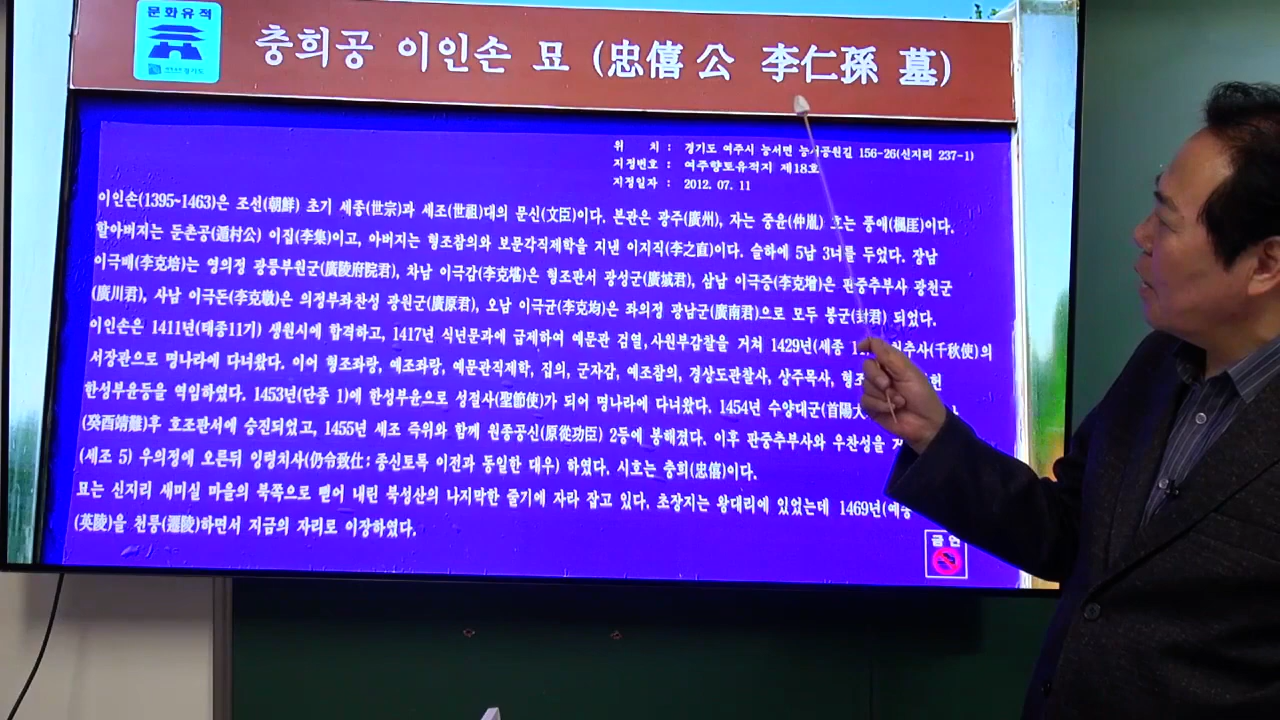 문화유적
충희공 이인손 묘 (忠僖公 李仁孫 墓)
위 치 : 경기도 여주시 능서면 능서공원길 156-26(신지리 237-1)
지정번호 : 여주향토유적지 제18호
지정일자 : 2012. 07. 11
이인손(1395~1463)은 조선(朝鮮) 초기 세종(世宗)과 세조(世祖)대의 문신(文臣)이다. 본관은 광주(廣州), 자는 중윤(仲胤) 호는 풍애(楓厓)이다.
할아버지는 둔촌공(遁村公) 이집(李集)이고, 아버지는 형조참의와 보문각직제학을 지낸 이지직(李之直)이다. 슬하에 5남 3녀를 두었다. 장남
이극배(李克培)는 영의정 광릉부원군(廣陵府院君), 차남 이극감(李克堪)은 형조판서 광성군(廣城君), 삼남 이극증(李克增)은 판중추부사 광천군
(廣川君), 사남 이극돈(李克墩)은 의정부좌찬성 광원군(廣原君), 오남 이극균(李克均)은 좌의정 광남군(廣南君)으로 모두 봉군(封君) 되었다.
이인손은 1411년(태종11기) 생원시에 합격하고, 1417년 식년문과에 급제하여 예문관 검열,사원부감찰을 거쳐 1429년(세종 천추사(千秋使)의
서장관으로 명나라에 다녀왔다. 이어 형조좌랑, 예조좌랑, 예문관직제학, 집의, 군자감, 예조참의, 경상도관찰사, 상주목사, 형조
한성부윤등을 역임하였다. 1453년(단종 1)에 한성부윤으로 성절사(聖節使)가 되어 명나라에 다녀왔다. 1454년 수양대군(首陽大
(癸酉靖難)후 호조판서에 승진되었고, 1455년 세조 즉위와 함께 원종공신(原從功臣) 2등에 봉해졌다. 이후 판중추부사와 우찬성을
(세조 5) 우의정에 오른뒤 잉령치사(仍令致仕: 종신토록 이전과 동일한 대우) 하였다. 시호는 충희(忠僖)이다.
묘는 신지리 새미실 마을의 북쪽으로 뻗어 내린 북성산의 나지막한 줄기에 자라 잡고 있다. 초장지는 왕대리에 있었는데 1469년(예종
(英陵)을 천릉(遷陵)하면서 지금의 자리로 이장하였다.
금연